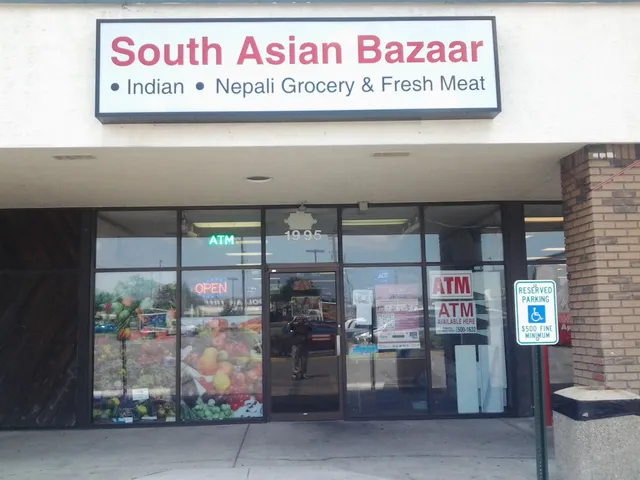 South Asian Bazaar
• Indian • Nepali Grocery & Fresh Meat
1995
ATM
OPEN
ATM
ATM
AVAILABLE HERE
RESERVED
PARKING
$500 FINE
MINIMUM